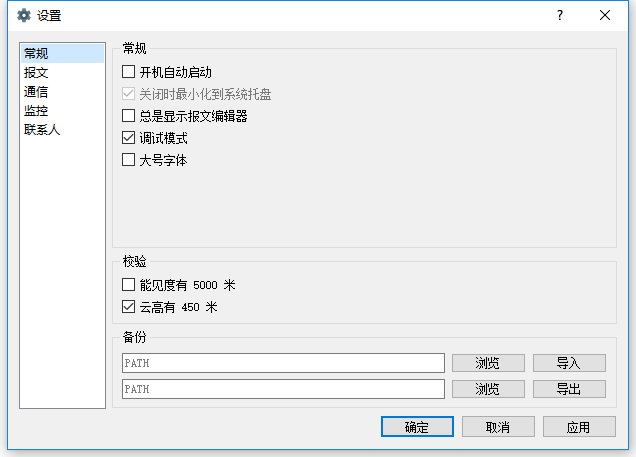 设置
常规
报文
通信
监控
联系人
常规
开机自动启动
关闭时最小化到系统托盘
总是显示报文编辑器
调试模式
大号字体
校验
能见度有 5000 米
云高有 450 米
备份
PATH 浏览 导入
PATH 浏览 导出
确定 取消 应用